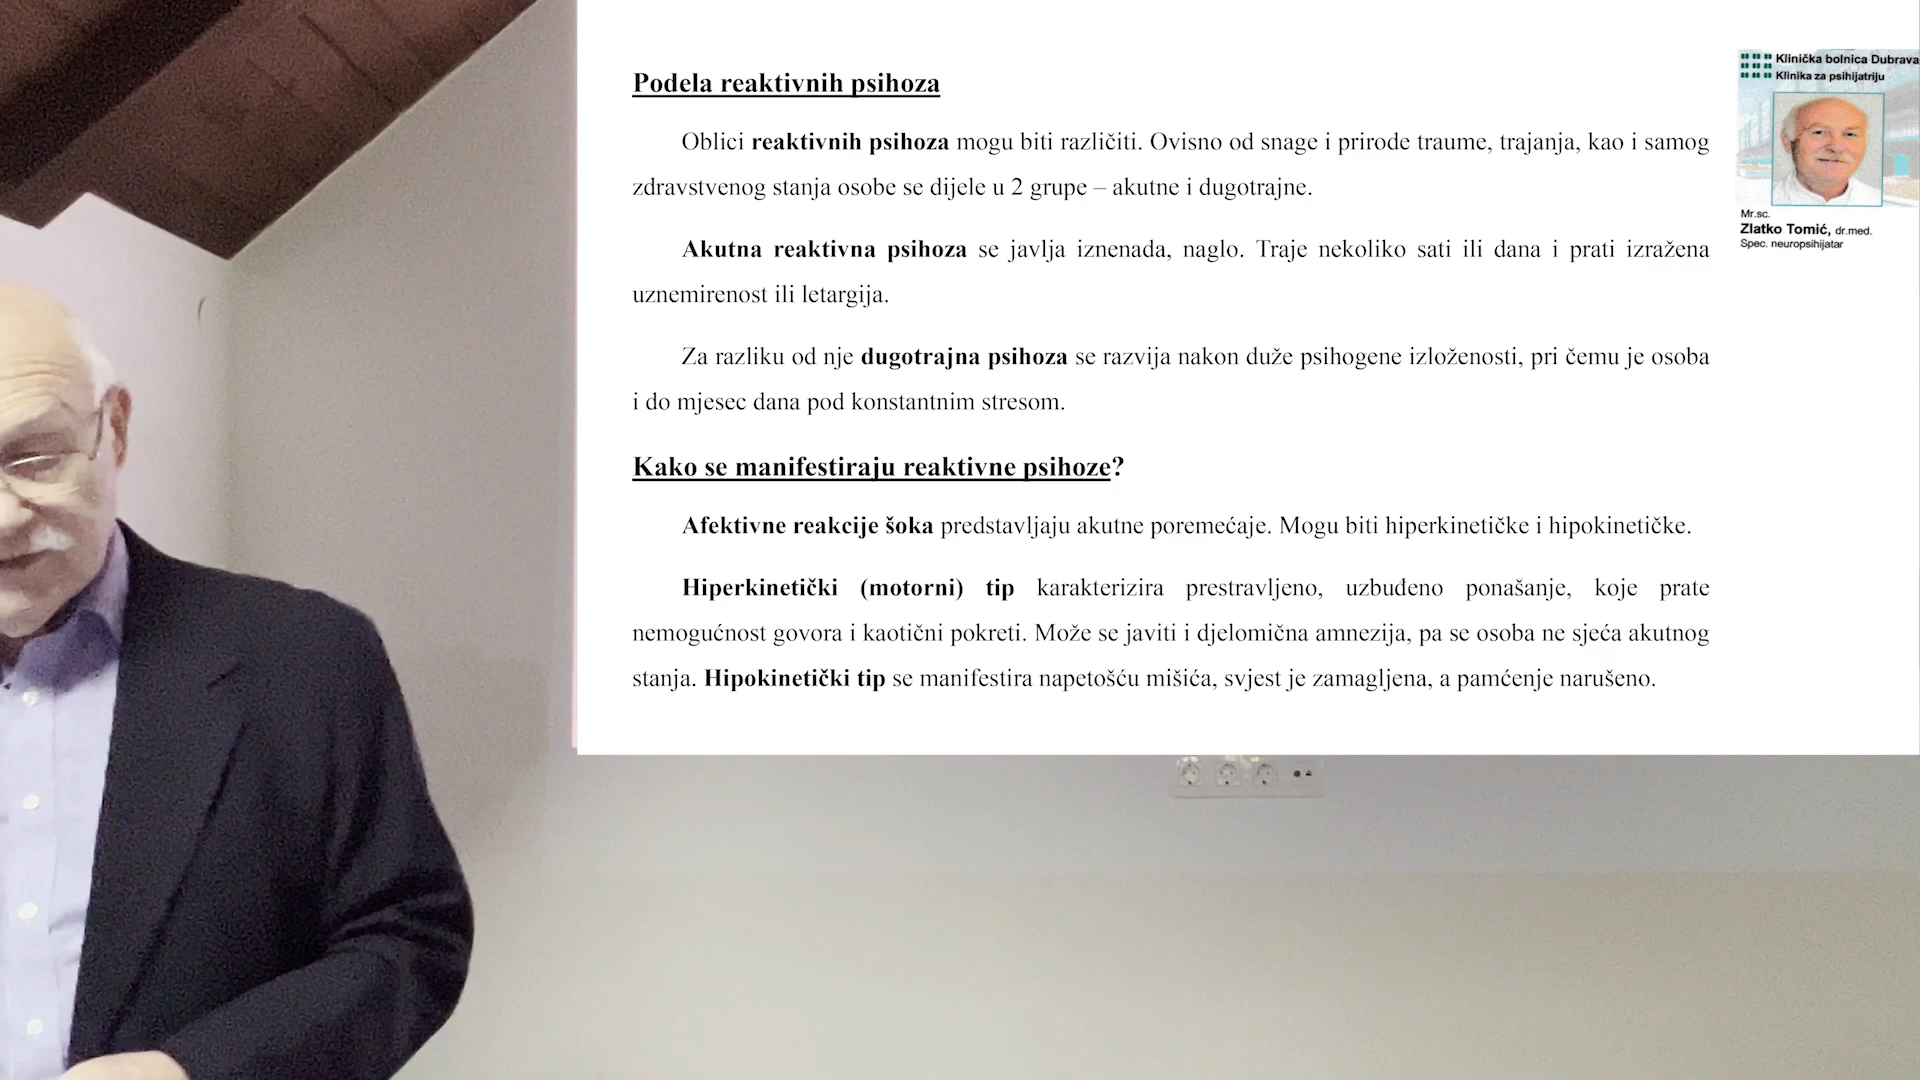 Podela reaktivnih psihoza
Oblici reaktivnih psihoza mogu biti različiti. Ovisno od snage i prirode traume, trajanja, kao i samog
zdravstvenog stanja osobe se dijele u 2 grupe – akutne i dugotrajne.
Akutna reaktivna psihoza se javlja iznenada, naglo. Traje nekoliko sati ili dana i prati izražena
uznemirenost ili letargija.
Za razliku od nje dugotrajna psihoza se razvija nakon duže psihogene izloženosti, pri čemu je osoba
i do mjesec dana pod konstantnim stresom.
Kako se manifestiraju reaktivne psihoze?
Afektivne reakcije šoka predstavljaju akutne poremećaje. Mogu biti hiperkinetičke i hipokinetičke.
Hiperkinetički (motorni) tip karakterizira prestravljeno, uzbuđeno ponašanje, koje prate
nemogućnost govora i kaotični pokreti. Može se javiti i djelomična amnezija, pa se osoba ne sjeća akutnog
stanja. Hipokinetički tip se manifestira napetošću mišića, svjest je zamagljena, a pamćenje narušeno.
Klinička bolnica Dubrava
Klinika za psihijatriju
Mr.sc.
Zlatko Tomić, dr.med.
Spec. neuropsihijatar